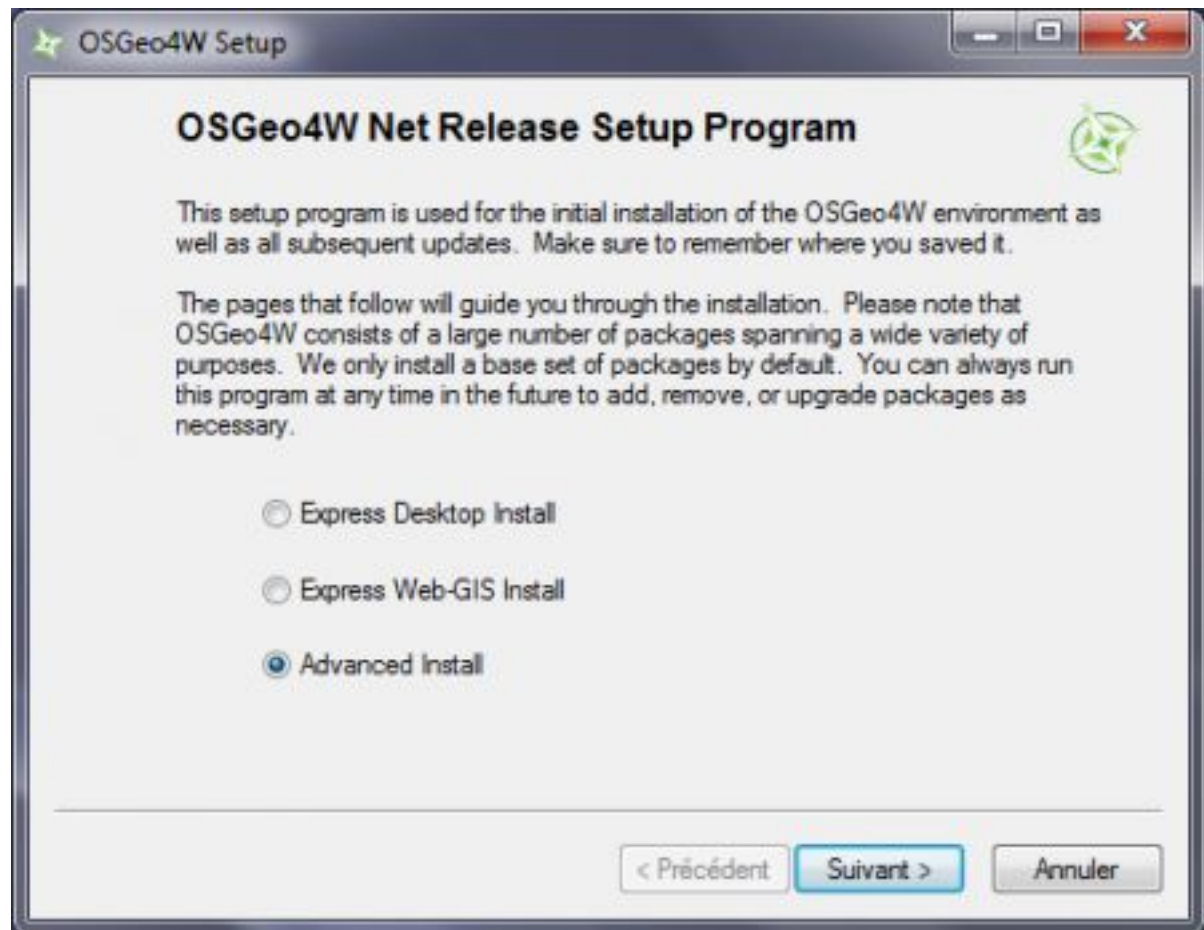 OSGeo4W Setup
OSGeo4W Net Release Setup Program
This setup program is used for the initial installation of the OSGeo4W environment as
well as all subsequent updates.  Make sure to remember where you saved it.
The pages that follow will guide you through the installation.  Please note that
OSGeo4W consists of a large number of packages spanning a wide variety of
purposes.  We only install a base set of packages by default.  You can always run
this program at any time in the future to add, remove, or upgrade packages as
necessary.
Express Desktop Install
Express Web-GIS Install
Advanced Install
< Précédent
Suivant >
Annuler